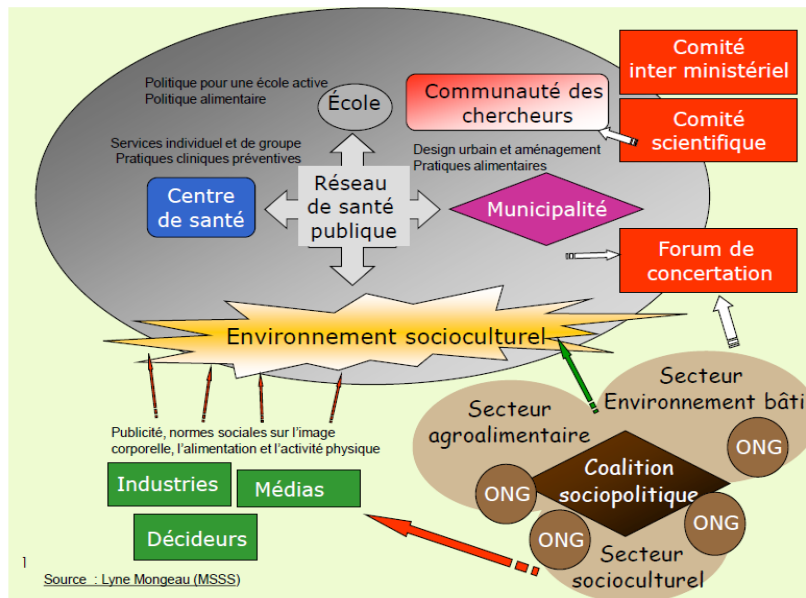 Politique pour une école active
Politique alimentaire
École
Communauté des
chercheurs
Comité
inter ministériel
Comité
scientifique
Services individuel et de groupe
Pratiques cliniques préventives
Design urbain et aménagement
Pratiques alimentaires
Centre
de santé
Réseau
de santé
publique
Municipalité
Forum de
concertation
Environnement socioculturel
Publicité, normes sociales sur l'image
corporelle, l'alimentation et l'activité physique
Industries
Médias
Décideurs
Secteur
agroalimentaire
Secteur
Environnement bâti
ONG
ONG
ONG
ONG
Coalition
sociopolitique
Secteur
socioculturel
1
Source : Lyne Mongeau (MSSS)